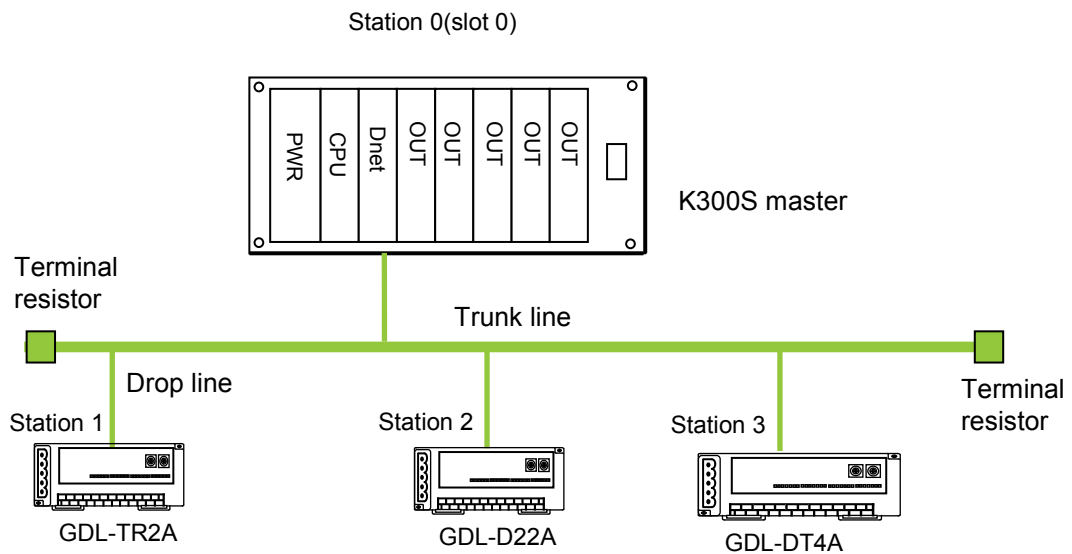 Station 0(slot 0)
PWR
CPU
Dnet
OUT
OUT
OUT
OUT
OUT
K300S master
Terminal
resistor
Trunk line
Drop line
Terminal
resistor
Station 1
Station 2
Station 3
GDL-TR2A
GDL-D22A
GDL-DT4A